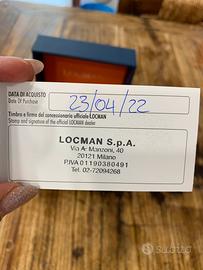 LOCMAN
DATA DI ACQUISTO
Date Of Purchase
23/04/22
Timbro e firma del concessionario ufficiale LOCMAN
Stamp and signature of the official LOCMAN dealer
LOCMAN S.p.A.
Via A. Manzoni, 40
20121 Milano
P.IVA 01190380491
Tel. 02-72094268
subito